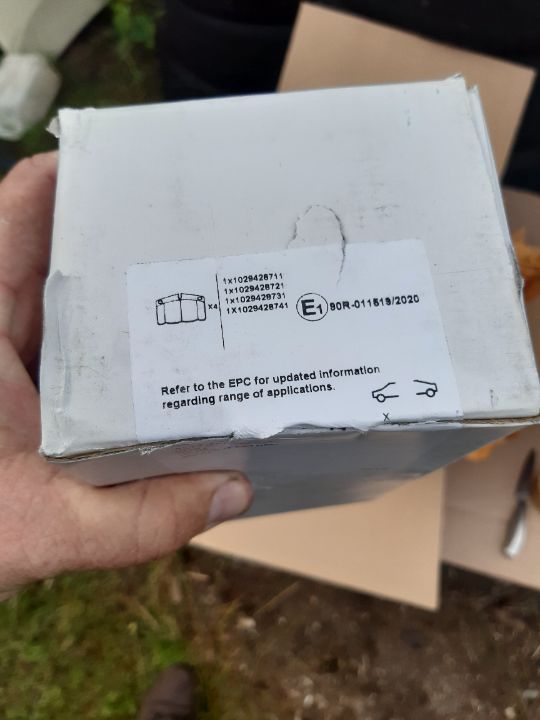 x4
1x1029428711
1x1029428721
1x1029428731
1X1029428741
E1 90R-011519/2020
Refer to the EPC for updated information
regarding range of applications.
X